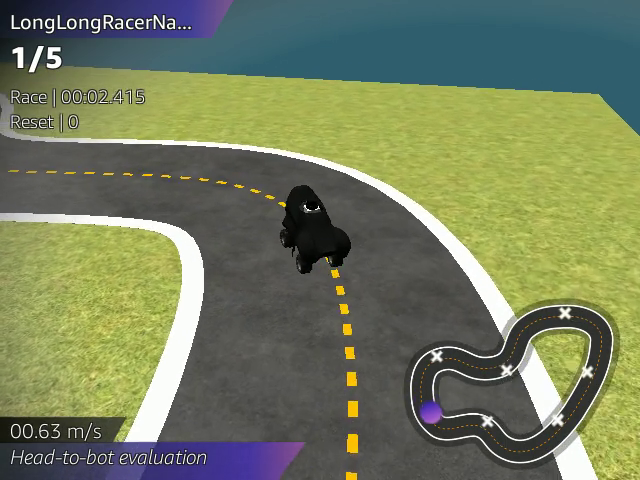 LongLongRacerNa...
1/5
Race | 00:02.415
Reset | 0
00.63 m/s
Head-to-bot evaluation